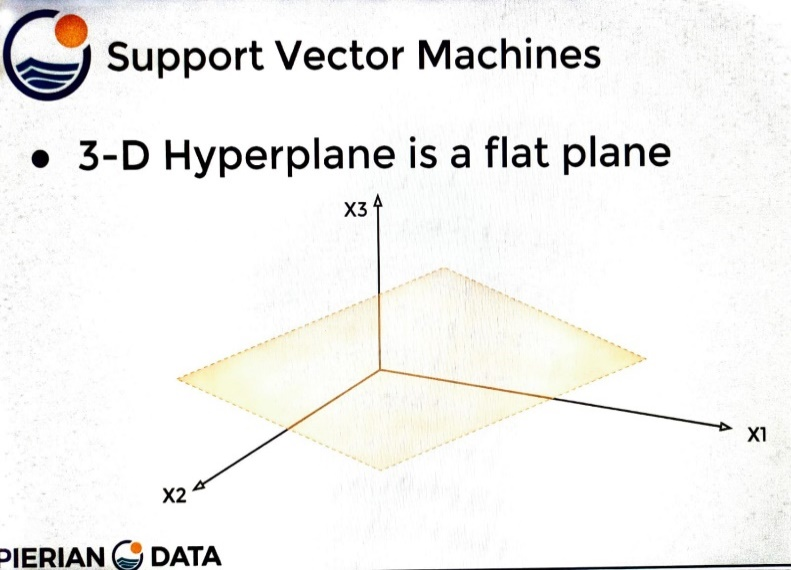 Support Vector Machines
• 3-D Hyperplane is a flat plane
X3
X1
X2
PIERIAN DATA